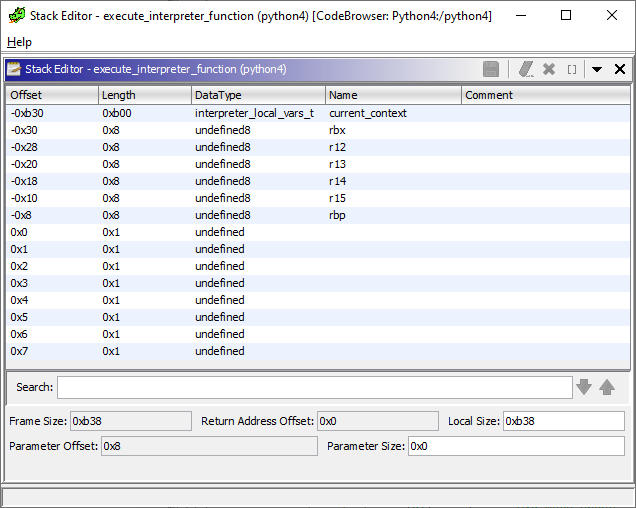 Stack Editor - execute_interpreter_function (python4) [CodeBrowser: Python4:/python4]
Help
Stack Editor - execute_interpreter_function (python4)
Offset Length DataType Name Comment
-0xb30 0xb00 interpreter_local_vars_t current_context
-0x30 0x8 undefined8 rbx
-0x28 0x8 undefined8 r12
-0x20 0x8 undefined8 r13
-0x18 0x8 undefined8 r14
-0x10 0x8 undefined8 r15
-0x8 0x8 undefined8 rbp
0x0 0x1 undefined
0x1 0x1 undefined
0x2 0x1 undefined
0x3 0x1 undefined
0x4 0x1 undefined
0x5 0x1 undefined
0x6 0x1 undefined
0x7 0x1 undefined
Search:
Frame Size: 0xb38 Return Address Offset: 0x0 Local Size: 0xb38
Parameter Offset: 0x8 Parameter Size: 0x0